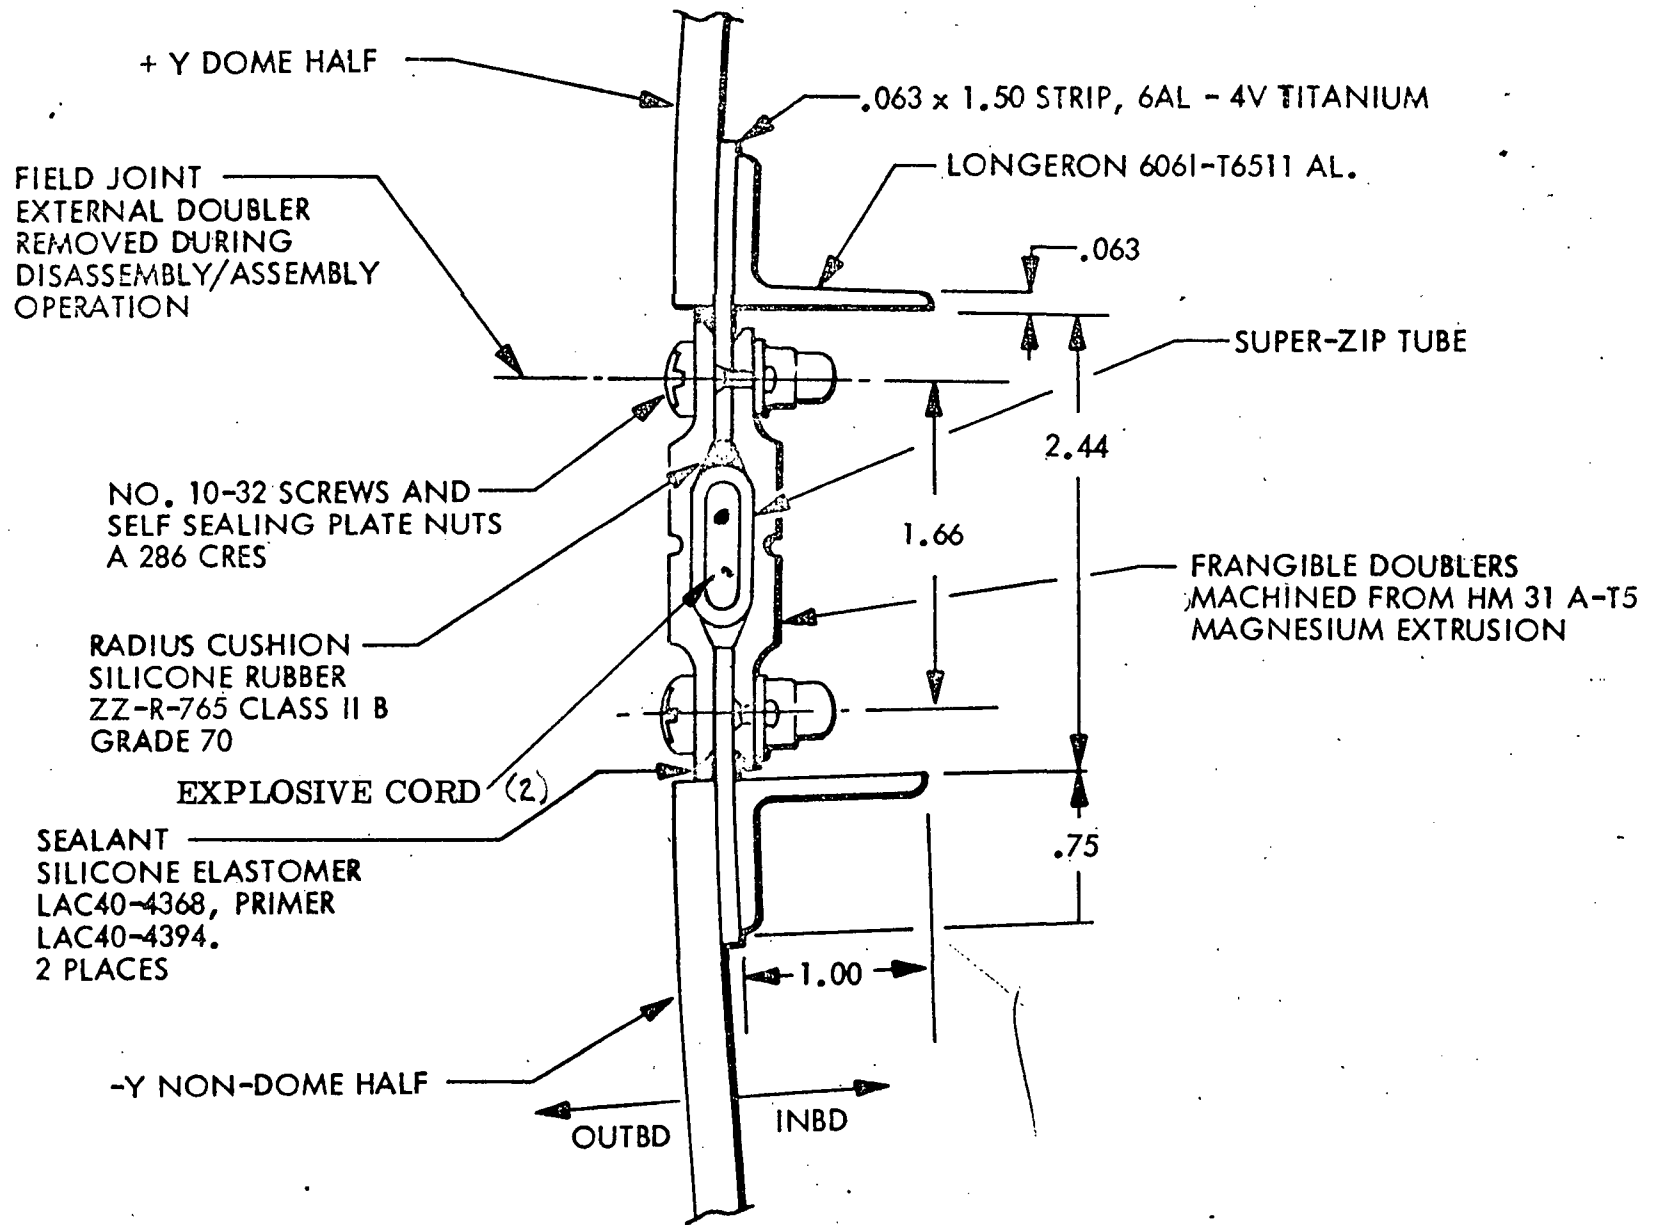 + Y DOME HALF
.063 x 1.50 STRIP, 6AL - 4V TITANIUM
LONGERON 6061-T6511 AL.
FIELD JOINT
EXTERNAL DOUBLER
REMOVED DURING
DISASSEMBLY/ASSEMBLY
OPERATION
.063
SUPER-ZIP TUBE
2.44
NO. 10-32 SCREWS AND
SELF SEALING PLATE NUTS
A 286 CRES
1.66
FRANGIBLE DOUBLERS
MACHINED FROM HM 31 A-T5
MAGNESIUM EXTRUSION
RADIUS CUSHION
SILICONE RUBBER
ZZ-R-765 CLASS II B
GRADE 70
EXPLOSIVE CORD (2)
SEALANT
SILICONE ELASTOMER
LAC40-4368, PRIMER
LAC40-4394.
2 PLACES
.75
1.00
-Y NON-DOME HALF
OUTBD
INBD